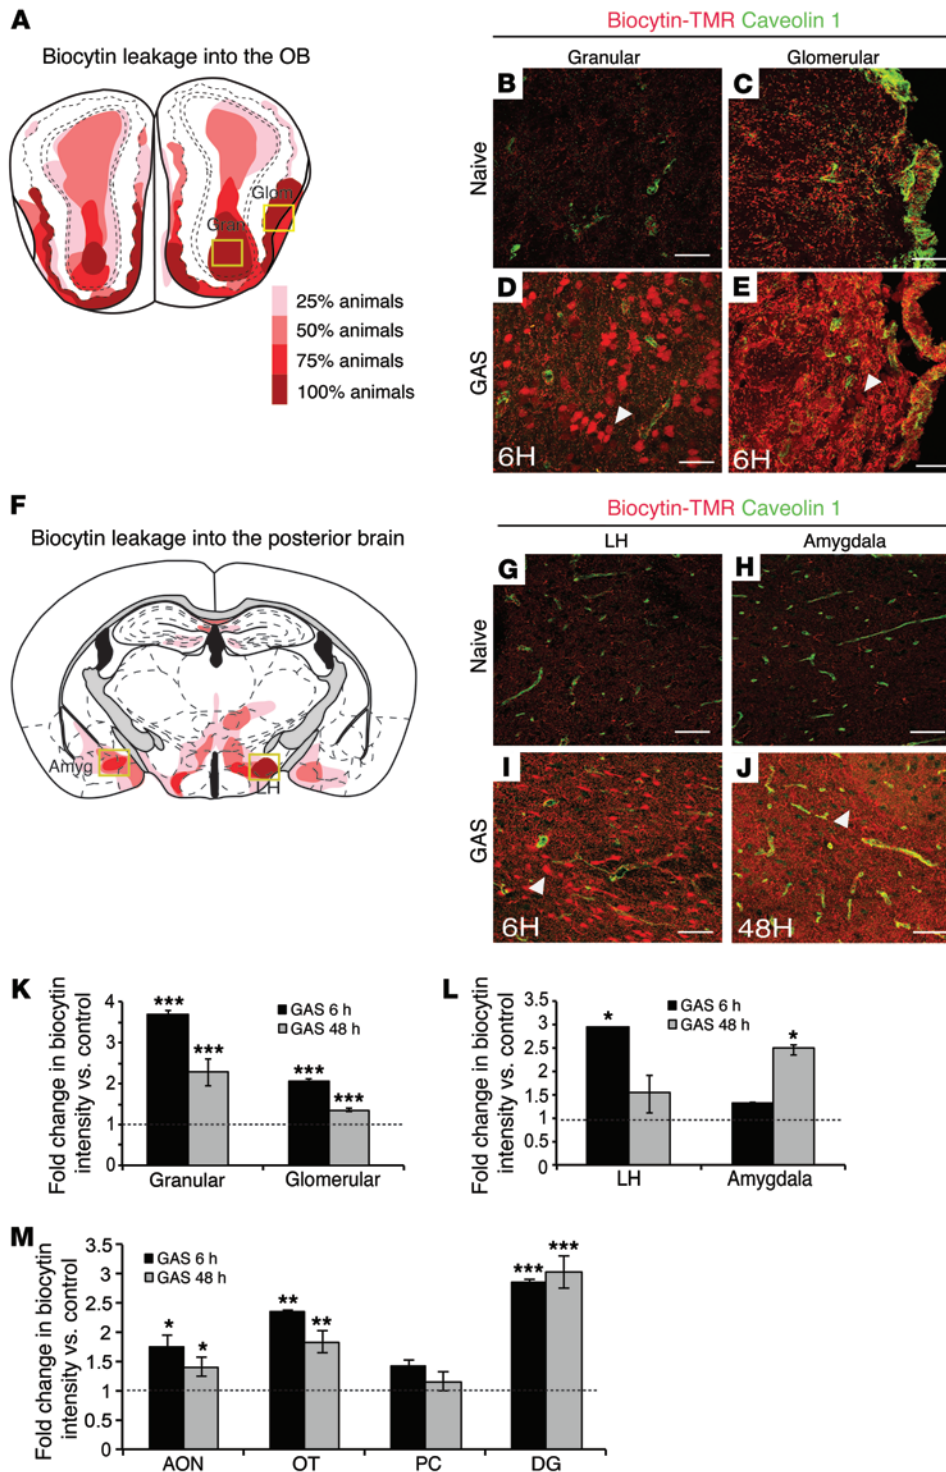 A
Biocytin leakage into the OB
Glom
Gran
25% animals
50% animals
75% animals
100% animals
Biocytin-TMR Caveolin 1
Granular
Glomerular
Naive
B
C
GAS
D
6H
E
6H
F
Biocytin leakage into the posterior brain
Amyg
LH
Biocytin-TMR Caveolin 1
LH
Amygdala
Naive
G
H
GAS
I
6H
J
48H
K
Fold change in biocytin
intensity vs. control
4
3
2
1
0
***
***
***
***
GAS 6 h
GAS 48 h
Granular
Glomerular
L
Fold change in biocytin
intensity vs. control
3.5
3
2.5
2
1.5
1
0.5
0
*
*
GAS 6 h
GAS 48 h
LH
Amygdala
M
Fold change in biocytin
intensity vs. control
3.5
3
2.5
2
1.5
1
0.5
0
GAS 6 h
GAS 48 h
*
*
**
**
***
***
AON
OT
PC
DG